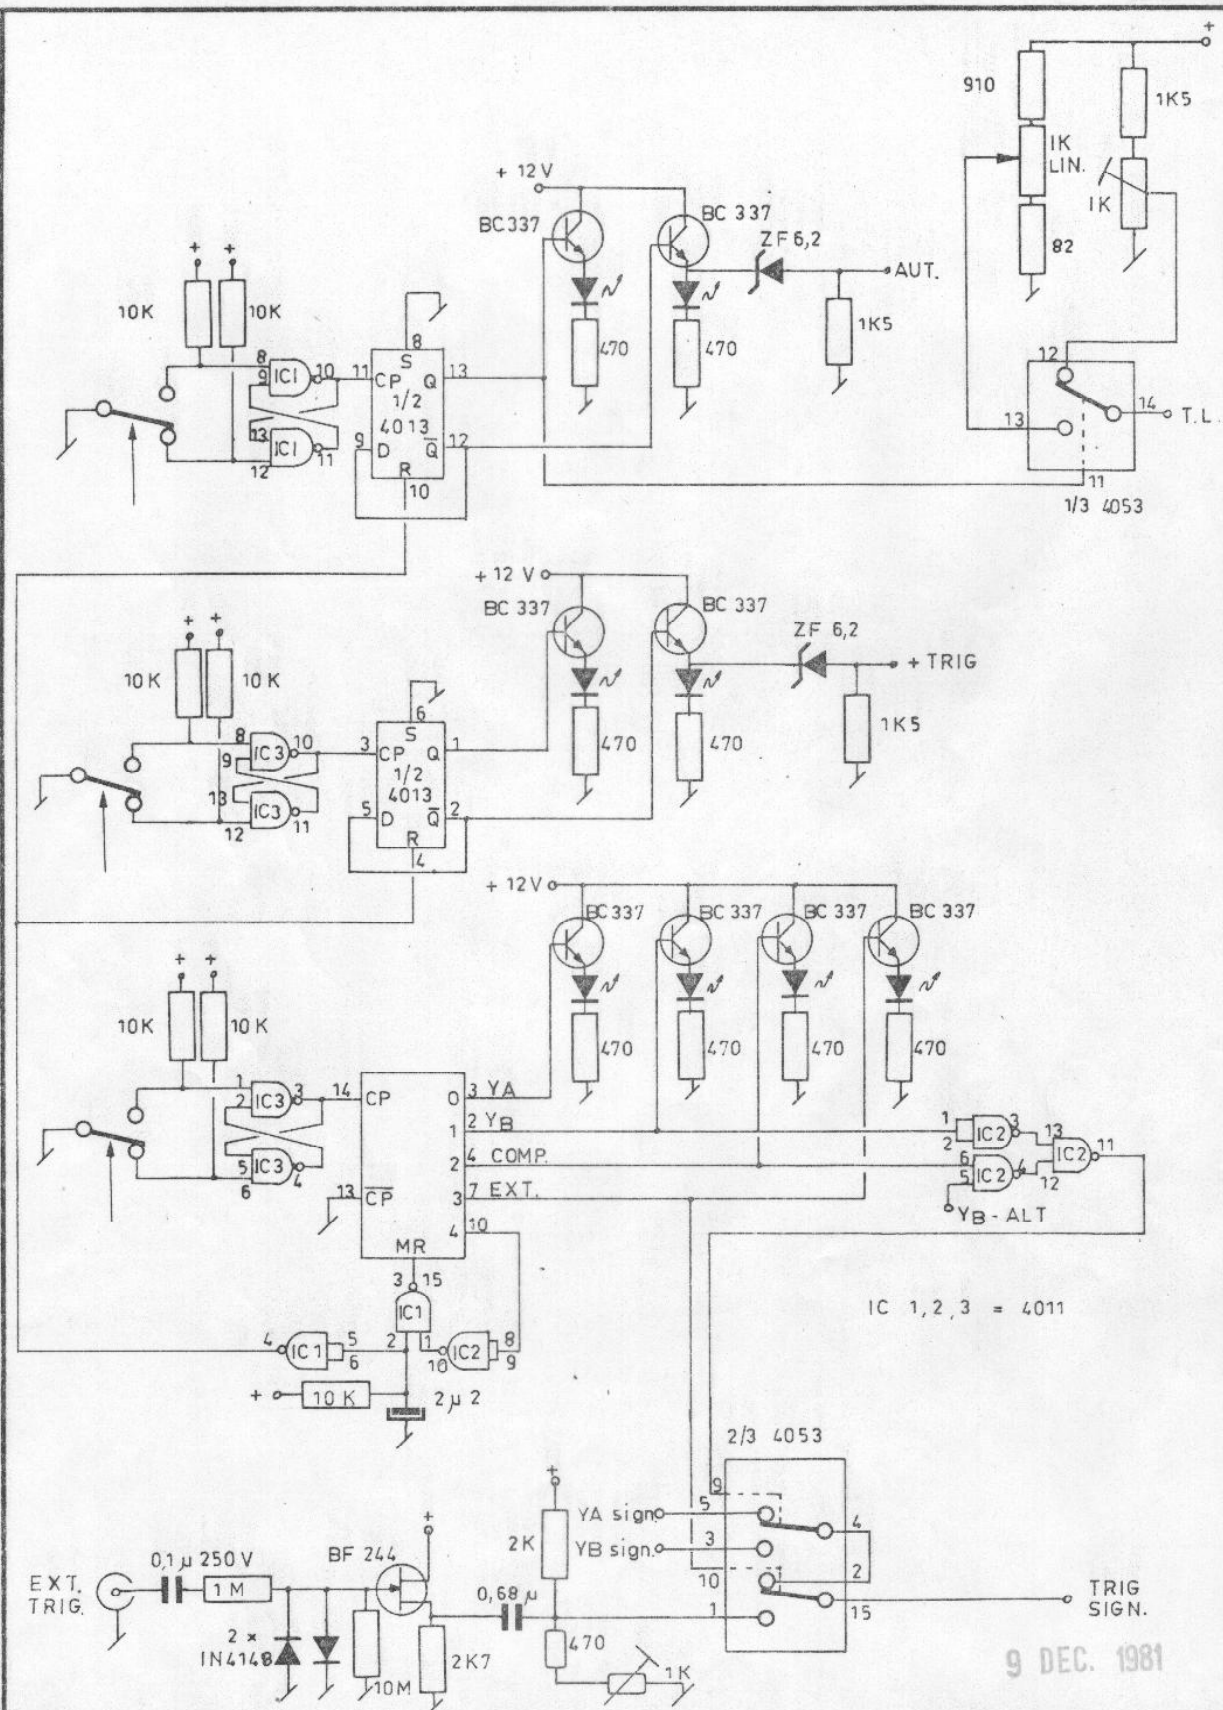 +
910
1K5
1K
LIN.
1K
82
+ 12V
BC337
BC 337
ZF 6,2
AUT.
1K5
+ +
10K
10K
470
470
8
9
IC1
10
11
8
S
CP Q
1/2
4013
13
13
12
IC1
11
9
D Q
12
R
10
12
13
14
T.L.
11
1/3 4053
+ 12 V
BC 337
BC 337
ZF 6,2
+ TRIG
1K5
+ +
10K
10 K
470
470
8
9
IC3
10
3
6
S
CP Q
1/2
4013
1
13
12
IC3
11
5
D Q
2
R
4
+ 12V
BC 337
BC 337
BC 337
BC 337
+ +
10K
10 K
470
470
470
470
1
2
IC3
3
14
CP
0
3 YA
1
2 YB
2
4 COMP.
3
7 EXT.
4
10
5
6
IC3
4
13
CP
MR
1
2
IC2
3
13
6
5
IC2
4
12
IC2
11
YB - ALT
3
15
IC1
IC 1,2,3 = 4011
4
IC1
5
6
2
1
10
IC2
8
9
+
10 K
2 µ 2
2/3 4053
9
YA sign.
5
4
YB sign.
3
10
2
1
15
TRIG
SIGN.
+
2K
0,1 µ 250 V
BF 244
+
EXT.
TRIG.
1 M
0,68 µ
2 ×
IN4148
10M
2K7
470
1K
9 DEC. 1981